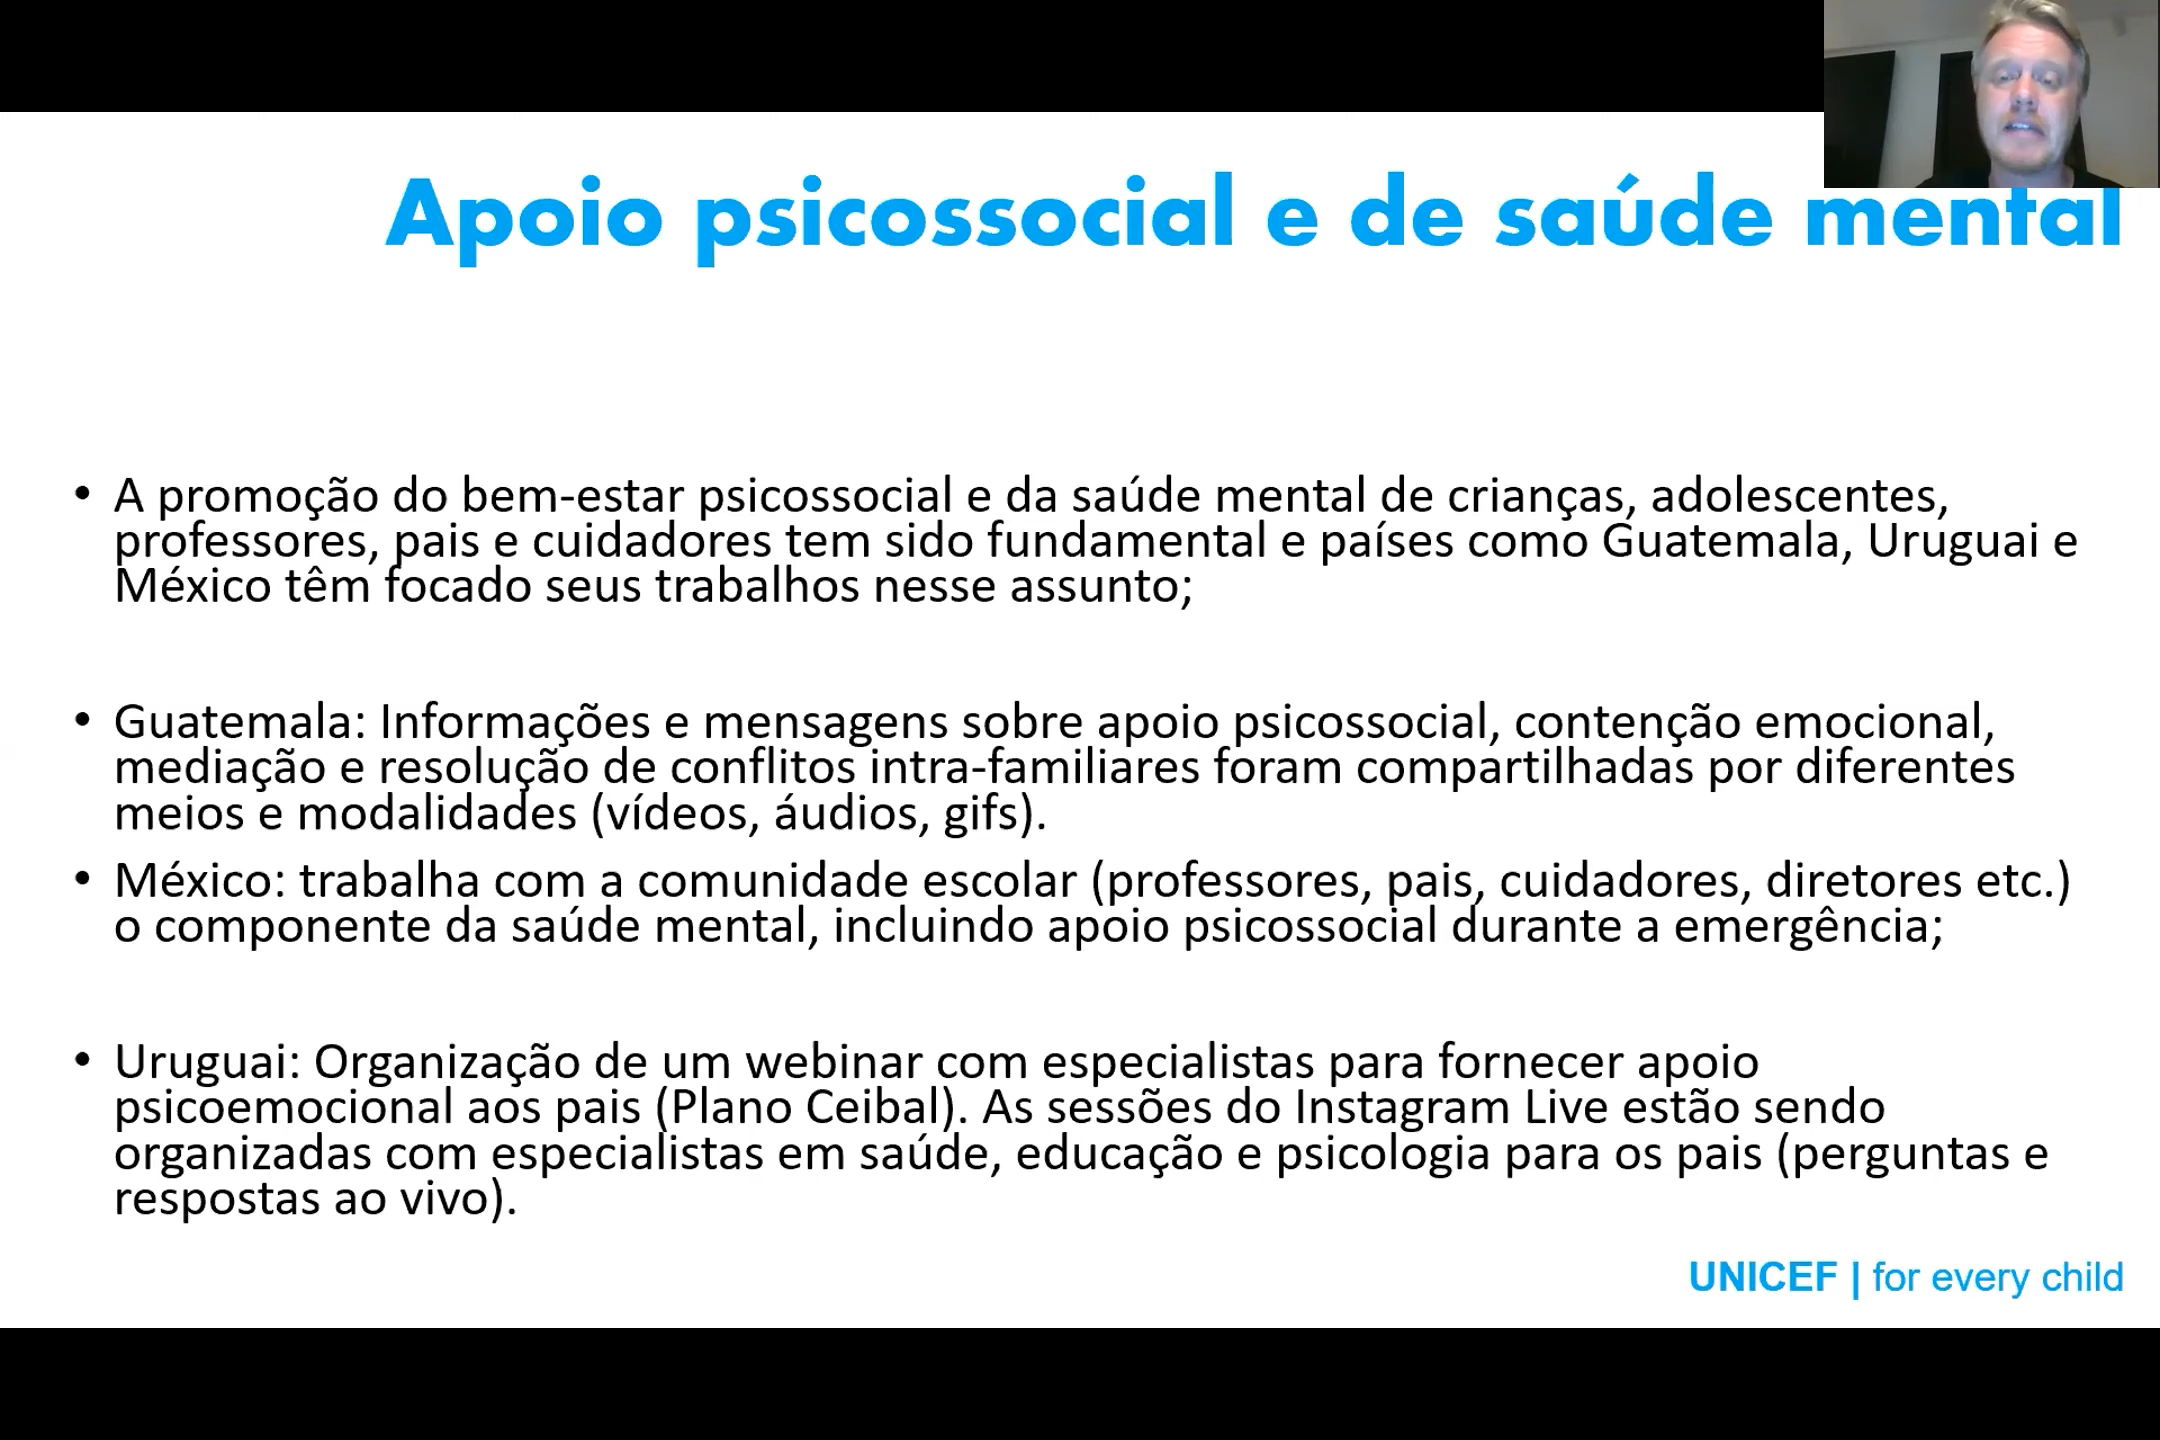 Apoio psicossocial e de saúde mental
• A promoção do bem-estar psicossocial e da saúde mental de crianças, adolescentes,
professores, pais e cuidadores tem sido fundamental e países como Guatemala, Uruguai e
México têm focado seus trabalhos nesse assunto;
• Guatemala: Informações e mensagens sobre apoio psicossocial, contenção emocional,
mediação e resolução de conflitos intra-familiares foram compartilhadas por diferentes
meios e modalidades (vídeos, áudios, gifs).
• México: trabalha com a comunidade escolar (professores, pais, cuidadores, diretores etc.)
o componente da saúde mental, incluindo apoio psicossocial durante a emergência;
• Uruguai: Organização de um webinar com especialistas para fornecer apoio
psicoemocional aos pais (Plano Ceibal). As sessões do Instagram Live estão sendo
organizadas com especialistas em saúde, educação e psicologia para os pais (perguntas e
respostas ao vivo).
UNICEF | for every child